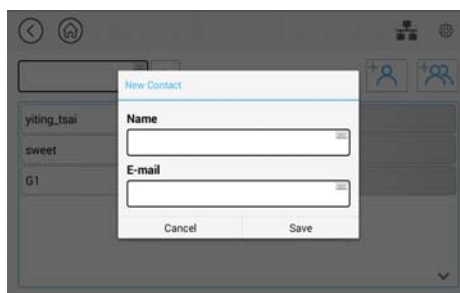 New Contact
yiting_tsai
Name
sweet
E-mail
G1
Cancel Save